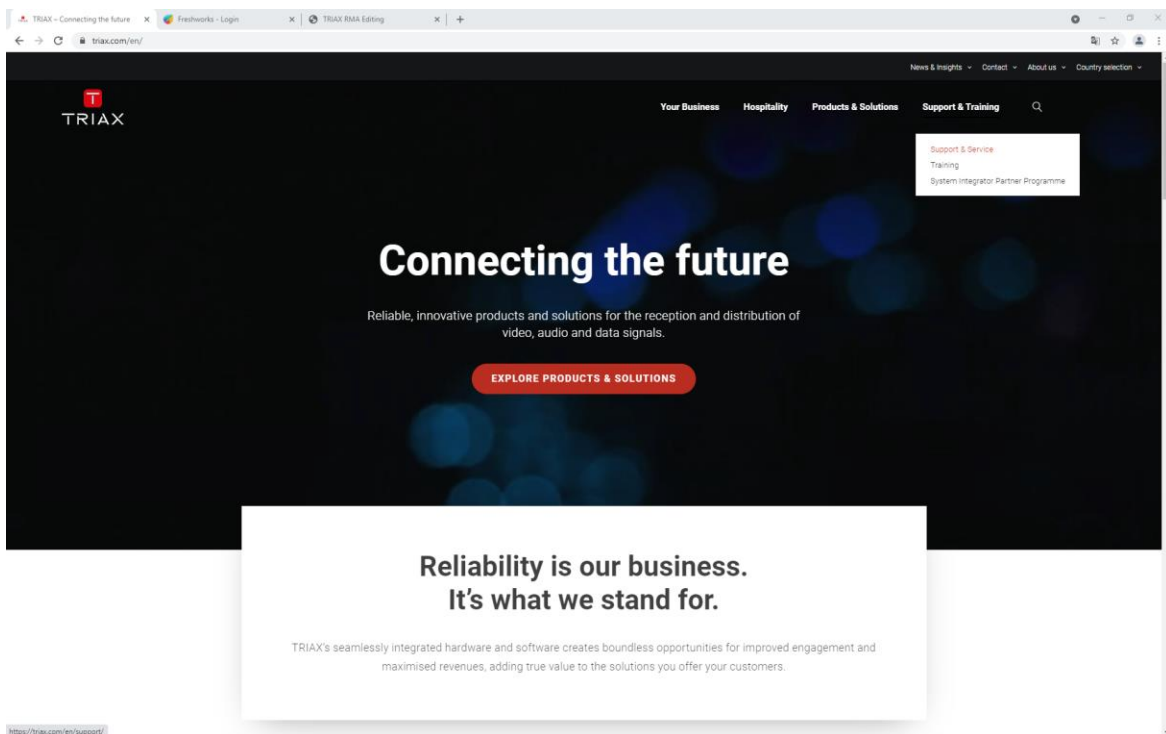 TRIAX – Connecting the future
Freshworks - Login
TRIAX RMA Editing
triax.com/en/
News & Insights
Contact
About us
Country selection
T
TRIAX
Your Business
Hospitality
Products & Solutions
Support & Training
Support & Service
Training
System Integrator Partner Programme
Connecting the future
Reliable, innovative products and solutions for the reception and distribution of
video, audio and data signals.
EXPLORE PRODUCTS & SOLUTIONS
Reliability is our business.
It's what we stand for.
TRIAX's seamlessly integrated hardware and software creates boundless opportunities for improved engagement and
maximised revenues, adding true value to the solutions you offer your customers.
https://triax.com/en/support/